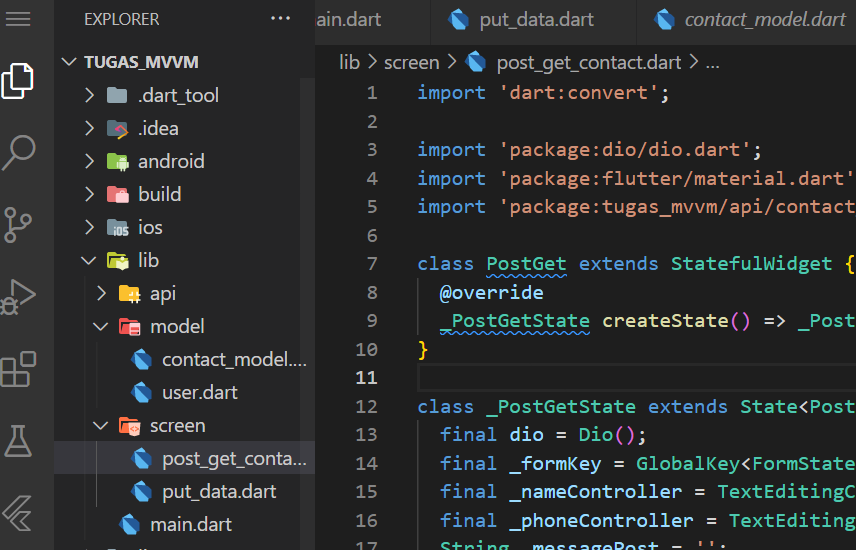 EXPLORER
TUGAS_MVVM
.dart_tool
.idea
android
build
ios
lib
api
model
contact_model....
user.dart
screen
post_get_conta...
put_data.dart
main.dart
ain.dart
put_data.dart
contact_model.dart
lib > screen > post_get_contact.dart > ...
1 import 'dart:convert';
2
3 import 'package:dio/dio.dart';
4 import 'package:flutter/material.dart'
5 import 'package:tugas_mvvm/api/contact
6
7 class PostGet extends StatefulWidget {
8 @override
9 _PostGetState createState() => _Post
10 }
11
12 class _PostGetState extends State<Post
13 final dio = Dio();
14 final _formKey = GlobalKey<FormState
15 final _nameController = TextEditingC
16 final _phoneController = TextEditing
17 String _messagePost = '';